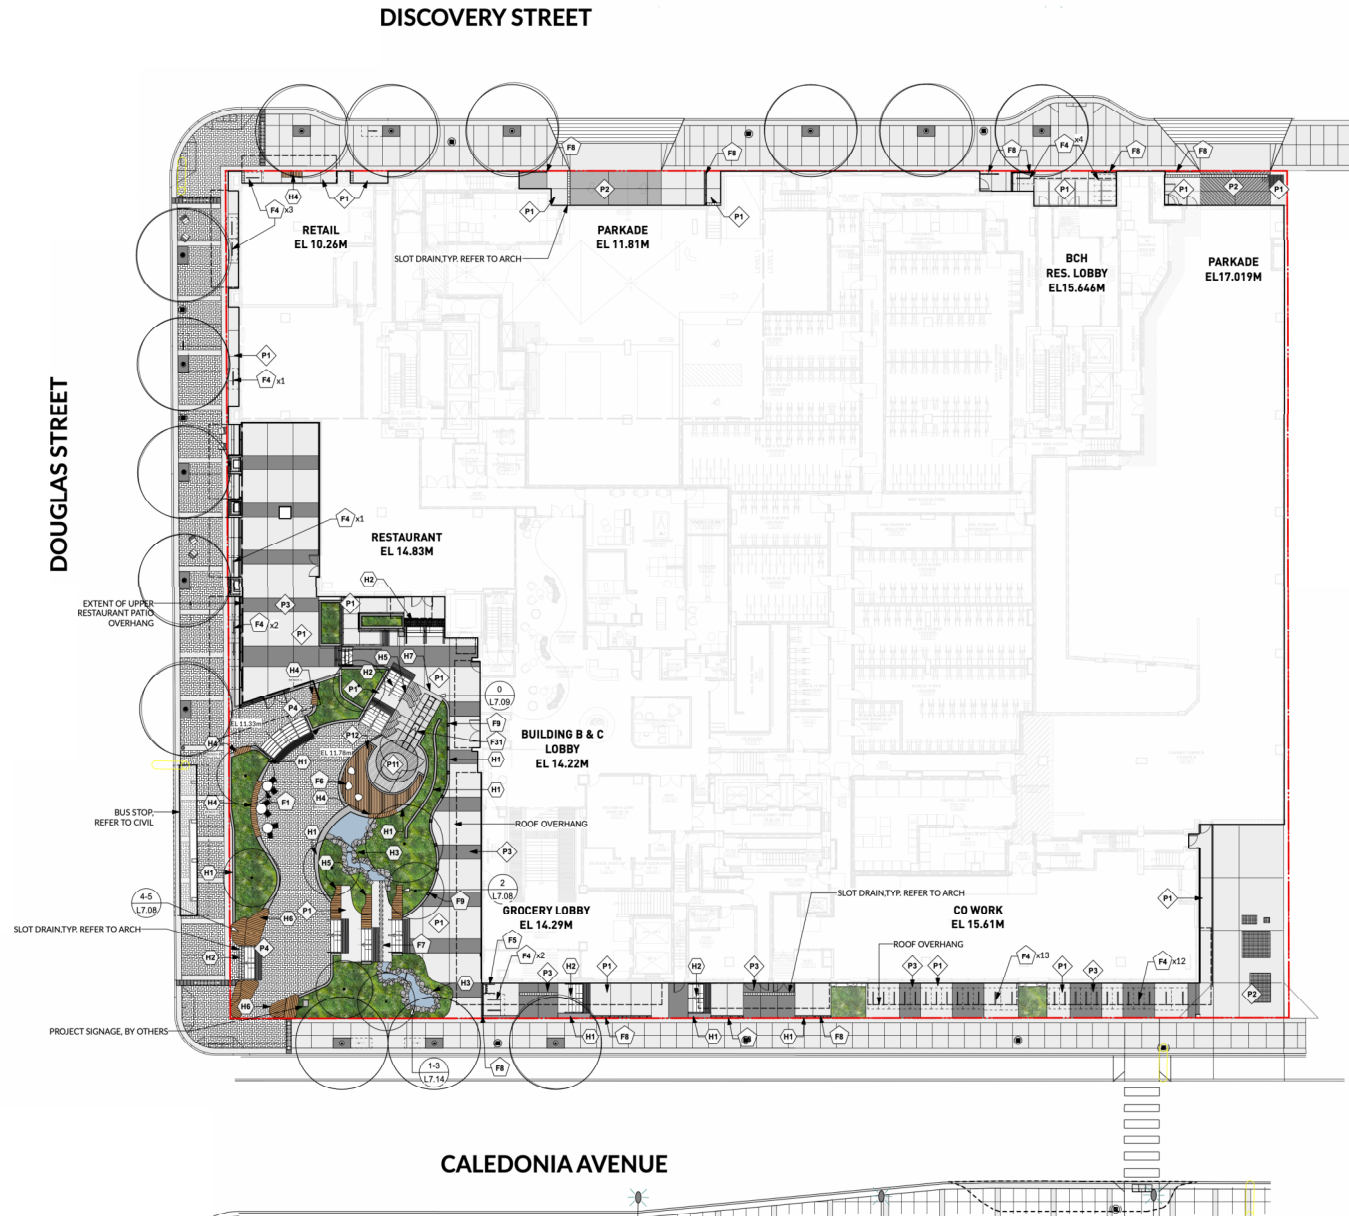 DISCOVERY STREET
F8
F8
F8
F4 x4
F8
F8
P2
P1
P1
P2
P1
H4
P1
F4 x3
P1
P1
RETAIL
EL 10.26M
PARKADE
EL 11.81M
SLOT DRAIN,TYP. REFER TO ARCH
BCH
RES. LOBBY
EL15.646M
PARKADE
EL17.019M
P1
F4 x1
DOUGLAS STREET
F4 x1
RESTAURANT
EL 14.83M
H2
EXTENT OF UPPER
RESTAURANT PATIO
OVERHANG
P3
P1
F4 x2
P1
H5
H7
H4
H2
P1
P1
0
L7.09
P4
EL 11.33m
F9
P12
F31
H4
EL 11.78m
H1
H1
P11
BUILDING B & C
LOBBY
EL 14.22M
F6
H1
H4
F1
H4
BUS STOP,
REFER TO CIVIL
ROOF OVERHANG
H1
H1
H3
P3
H5
H1
2
L7.08
4-5
L7.08
F9
SLOT DRAIN,TYP. REFER TO ARCH
P1
CO WORK
EL 15.61M
GROCERY LOBBY
EL 14.29M
P1
H6
P1
SLOT DRAIN,TYP. REFER TO ARCH
P4
F7
F5
ROOF OVERHANG
H2
F4 x2
P3
H2
P1
H2
P3
P3
P1
F4 x13
P1
P3
F4 x12
H3
P2
H6
PROJECT SIGNAGE, BY OTHERS
H1
F8
H1
F8
H1
F8
F8
1-3
L7.14
CALEDONIA AVENUE